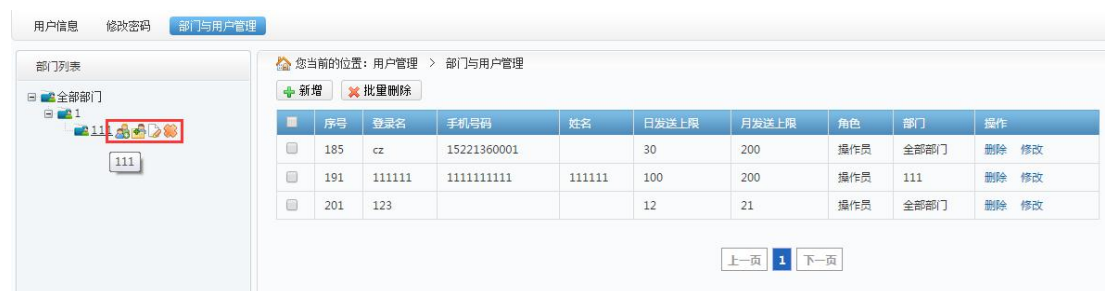 用户信息 修改密码 部门与用户管理
部门列表
全部部门
1
111
111
您当前的位置：用户管理 > 部门与用户管理
新增 批量删除
序号 登录名 手机号码 姓名 日发送上限 月发送上限 角色 部门 操作
185 cz 15221360001 30 200 操作员 全部部门 删除 修改
191 111111 1111111111 111111 100 200 操作员 111 删除 修改
201 123 12 21 操作员 全部部门 删除 修改
上一页 1 下一页